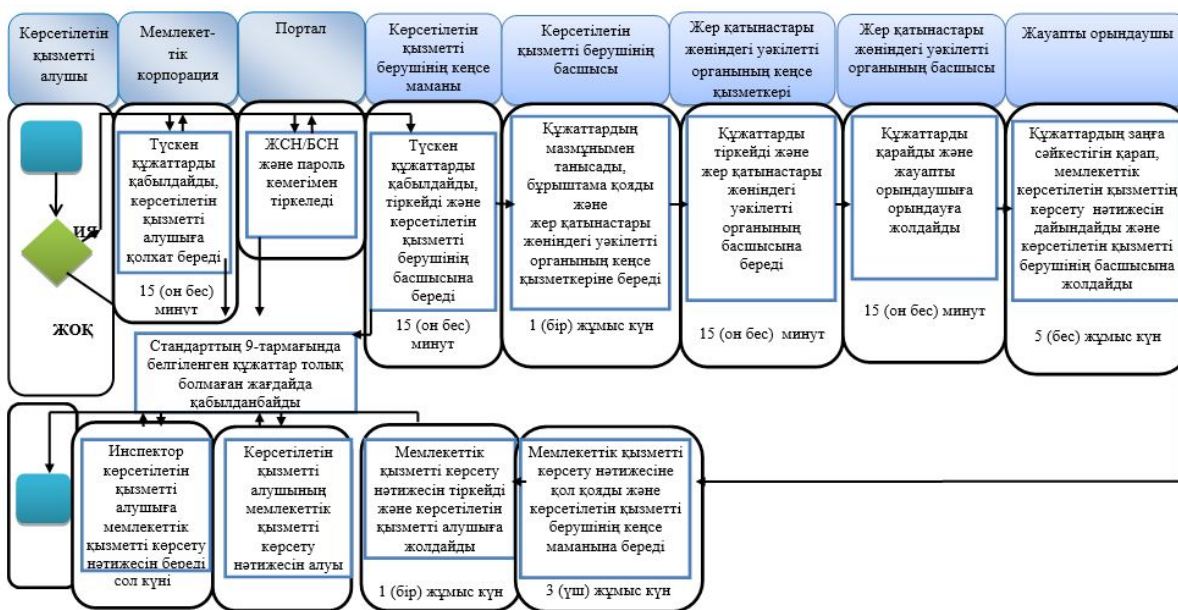 Көрсетілетін
қызметті
алушы
Мемлекет-
тік
корпорация
Портал
Көрсетілетін
қызметті
берушінің кеңсе
маманы
Көрсетілетін
қызметті берушінің
басшысы
Жер қатынастары
жөніндегі уәкілетті
органының кеңсе
қызметкері
Жер қатынастары
жөніндегі уәкілетті
органының басшысы
Жауапты орындаушы
ИЯ
ЖОҚ
Түскен
құжаттарды
қабылдайды,
көрсетілетін
қызметті
алушыға
қолхат береді
15 (он бес)
минут
ЖСН/БСН
және пароль
көмегімен
тіркеледі
Түскен
құжаттарды
қабылдайды,
тіркейді және
көрсетілетін
қызметті
берушінің
басшысына
береді
15 (он бес)
минут
Құжаттардың
мазмұнымен
танысады,
бұрыштама қояды
және
жер қатынастары
жөніндегі уәкілетті
органының кеңсе
қызметкеріне береді
1 (бір) жұмыс күн
Құжаттарды
тіркейді және
жер қатынастары
жөніндегі
уәкілетті
органының
басшысына
береді
15 (он бес) минут
Құжаттарды
қарайды және
жауапты
орындаушыға
орындауға
жолдайды
15 (он бес) минут
Құжаттардың заңға
сәйкестігін қарап,
мемлекеттік
көрсетілетін қызметтің
көрсету нәтижесін
дайындайды және
көрсетілетін қызметті
берушінің басшысына
жолдайды
5 (бес) жұмыс күн
Стандарттың 9-тармағында
белгіленген құжаттар толық
болмаған жағдайда
қабылданбайды
Инспектор
көрсетілетін
қызметті
алушыға
мемлекеттік
қызметті көрсету
нәтижесін береді
сол күні
Көрсетілетін
қызметті
алушының
мемлекеттік
қызметті
көрсету
нәтижесін алуы
Мемлекеттік
қызметті көрсету
нәтижесін тіркейді
және көрсетілетін
қызметті алушыға
жолдайды
1 (бір) жұмыс күн
Мемлекеттік қызметті
көрсету нәтижесіне
қол қояды және
көрсетілетін қызметті
берушінің кеңсе
маманына береді
3 (үш) жұмыс күн